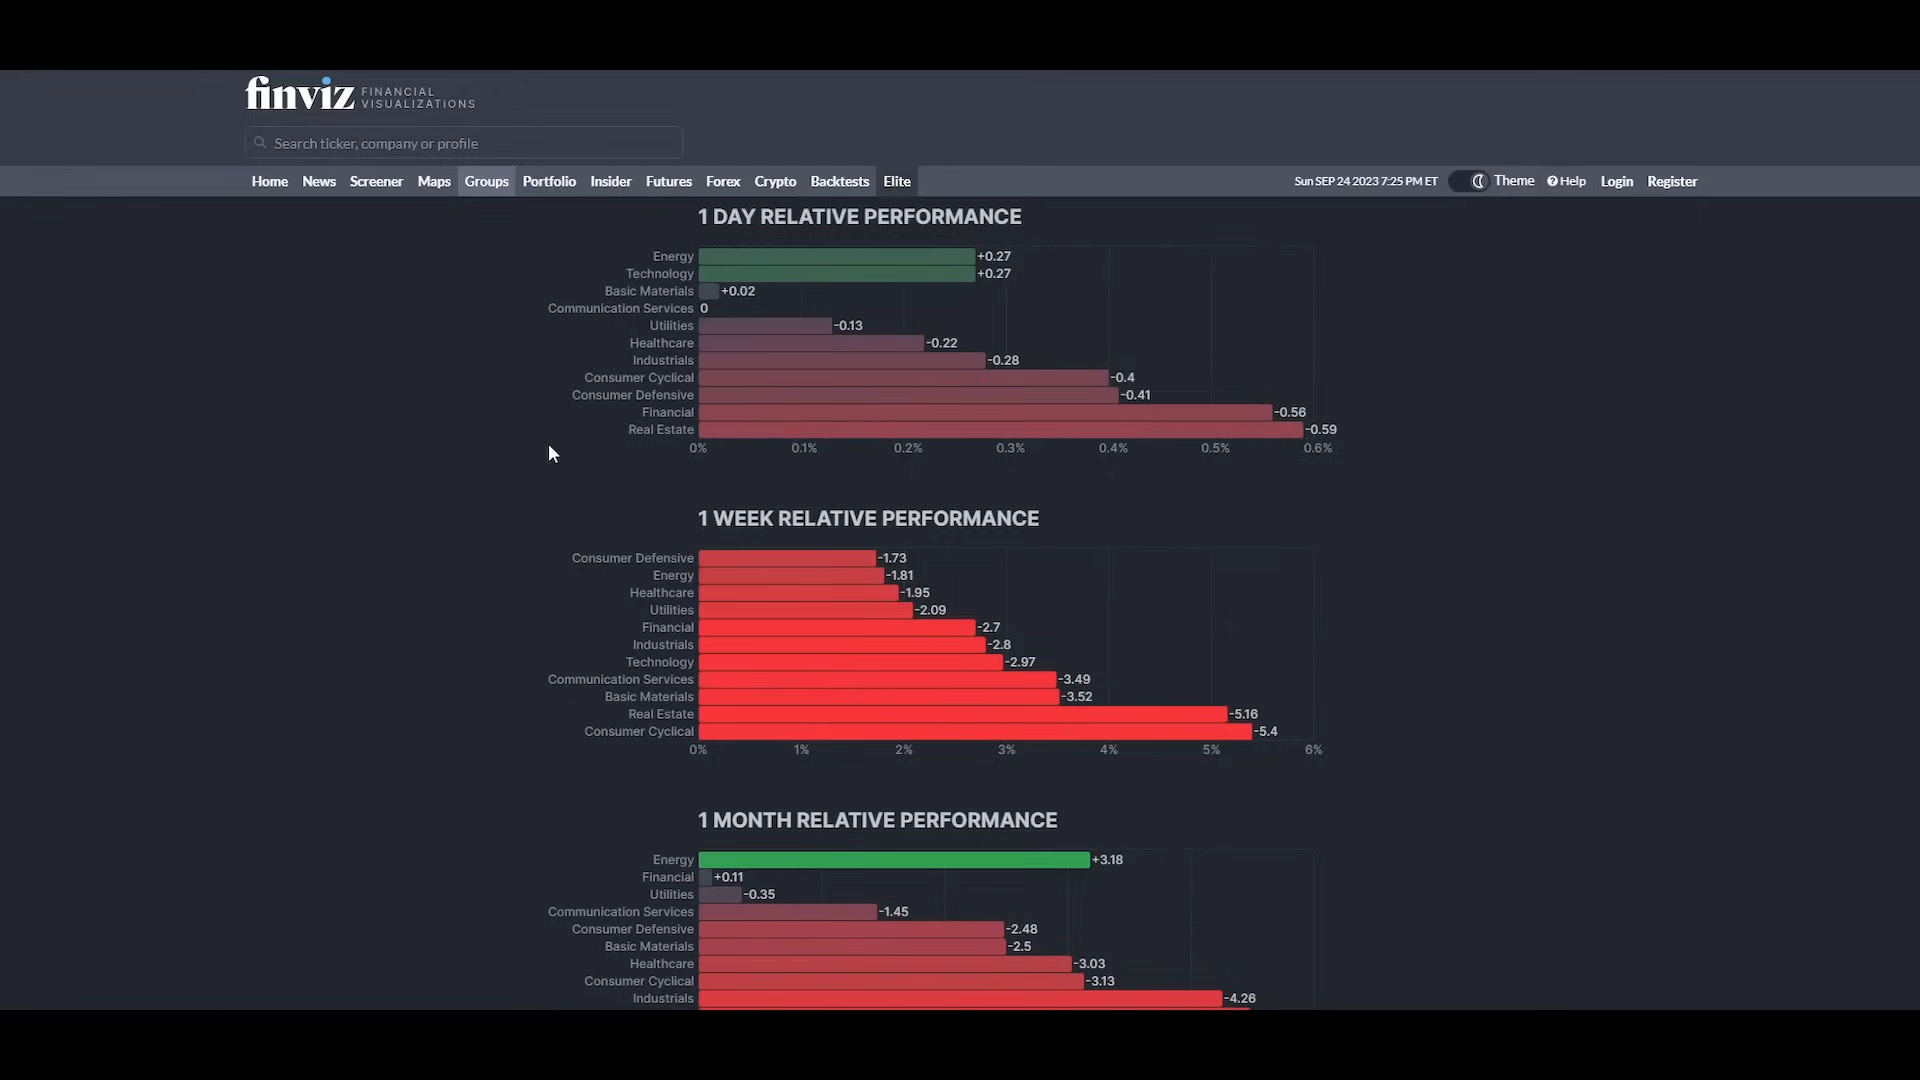 finviz FINANCIAL
VISUALIZATIONS
Search ticker, company or profile
Home News Screener Maps Groups Portfolio Insider Futures Forex Crypto Backtests Elite Sun SEP 24 2023 7:25 PM ET Theme Help Login Register
1 DAY RELATIVE PERFORMANCE
Energy +0.27
Technology +0.27
Basic Materials +0.02
Communication Services 0
Utilities -0.13
Healthcare -0.22
Industrials -0.28
Consumer Cyclical -0.4
Consumer Defensive -0.41
Financial -0.56
Real Estate -0.59
0% 0.1% 0.2% 0.3% 0.4% 0.5% 0.6%
1 WEEK RELATIVE PERFORMANCE
Consumer Defensive -1.73
Energy -1.81
Healthcare -1.95
Utilities -2.09
Financial -2.7
Industrials -2.8
Technology -2.97
Communication Services -3.49
Basic Materials -3.52
Real Estate -5.16
Consumer Cyclical -5.4
0% 1% 2% 3% 4% 5% 6%
1 MONTH RELATIVE PERFORMANCE
Energy +3.18
Financial +0.11
Utilities -0.35
Communication Services -1.45
Consumer Defensive -2.48
Basic Materials -2.5
Healthcare -3.03
Consumer Cyclical -3.13
Industrials -4.26